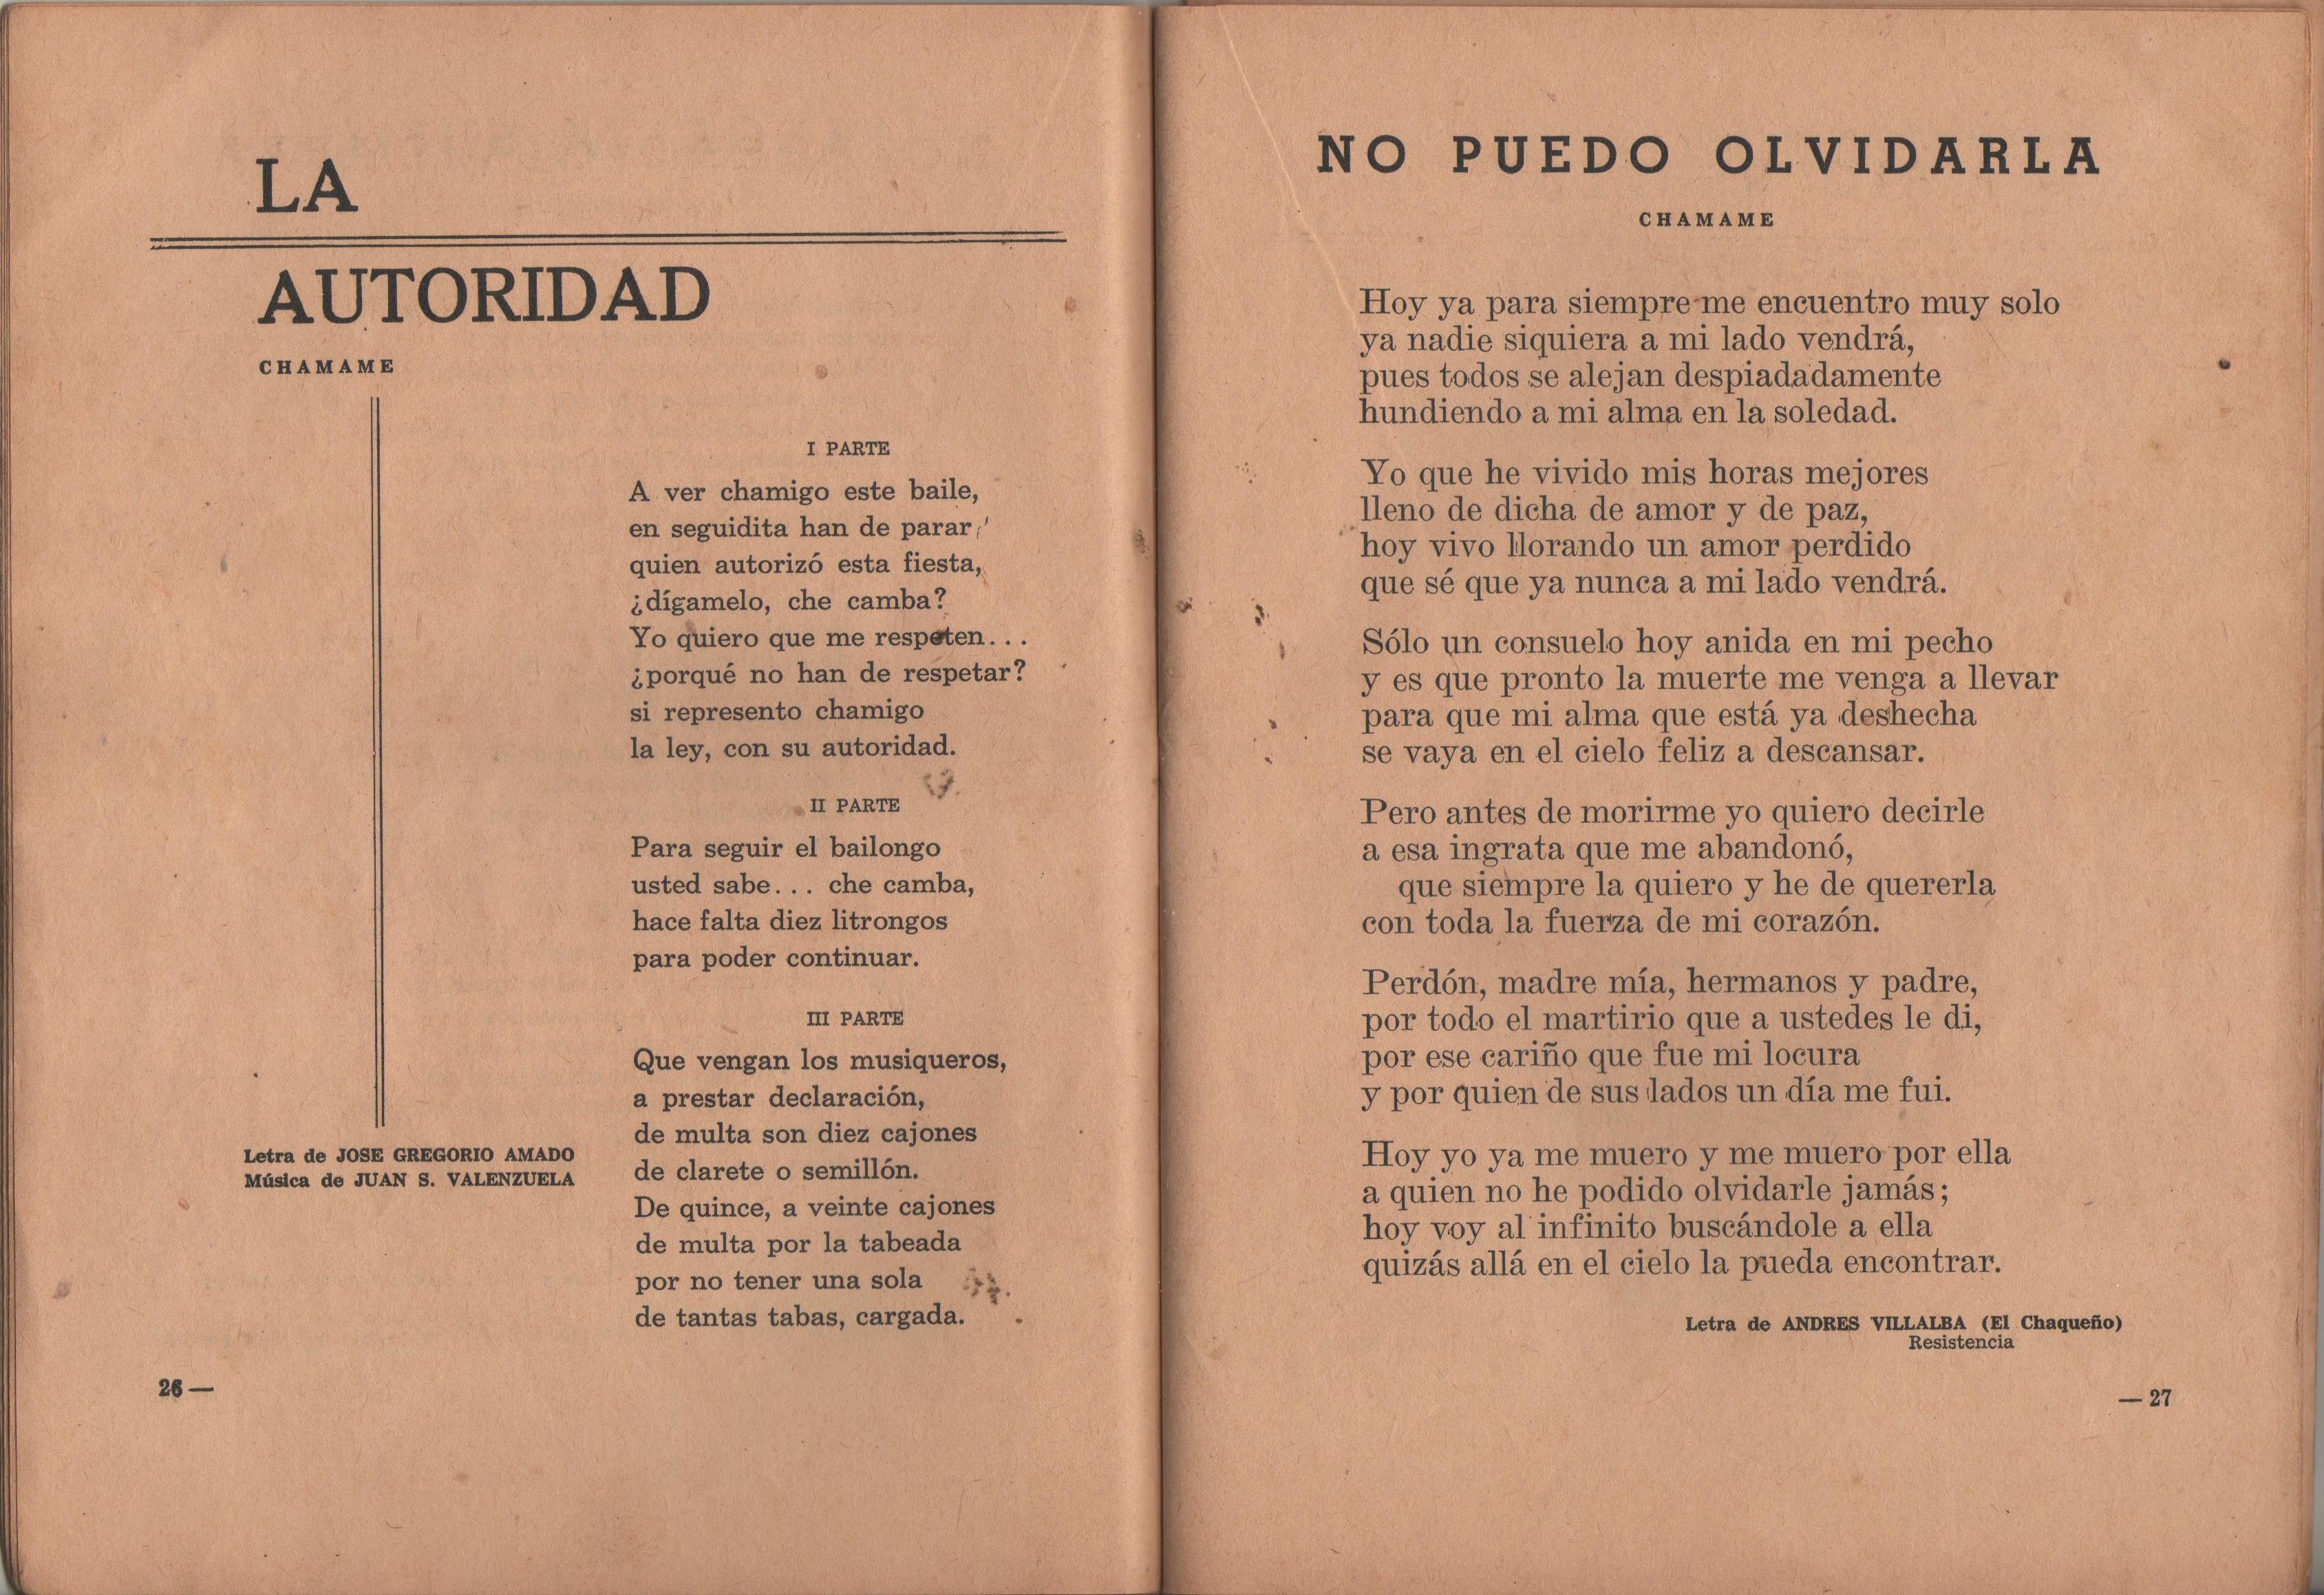 LA
AUTORIDAD
CHAMAME
I PARTE
A ver chamigo este baile,
en seguidita han de parar
quien autorizó esta fiesta,
¿dígamelo, che camba?
Yo quiero que me respeten...
¿porqué no han de respetar?
si represento chamigo
la ley, con su autoridad.
II PARTE
Para seguir el bailongo
usted sabe... che camba,
hace falta diez litrongos
para poder continuar.
III PARTE
Que vengan los musiqueros,
a prestar declaración,
de multa son diez cajones
de clarete o semillón.
De quince, a veinte cajones
de multa por la tabeada
por no tener una sola
de tantas tabas, cargada.
Letra de JOSE GREGORIO AMADO
Música de JUAN S. VALENZUELA
26 —
NO PUEDO OLVIDARLA
CHAMAME
Hoy ya para siempre me encuentro muy solo
ya nadie siquiera a mi lado vendrá,
pues todos se alejan despiadadamente
hundiendo a mi alma en la soledad.
Yo que he vivido mis horas mejores
lleno de dicha de amor y de paz,
hoy vivo llorando un amor perdido
que sé que ya nunca a mi lado vendrá.
Sólo un consuelo hoy anida en mi pecho
y es que pronto la muerte me venga a llevar
para que mi alma que está ya deshecha
se vaya en el cielo feliz a descansar.
Pero antes de morirme yo quiero decirle
a esa ingrata que me abandonó,
que siempre la quiero y he de quererla
con toda la fuerza de mi corazón.
Perdón, madre mía, hermanos y padre,
por todo el martirio que a ustedes le di,
por ese cariño que fue mi locura
y por quien de sus lados un día me fui.
Hoy yo ya me muero y me muero por ella
a quien no he podido olvidarle jamás;
hoy voy al infinito buscándole a ella
quizás allá en el cielo la pueda encontrar.
Letra de ANDRES VILLALBA (El Chaqueño)
Resistencia
— 27